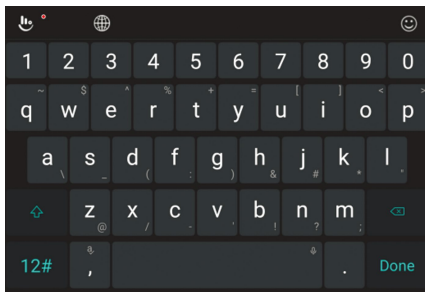 1 2 3 4 5 6 7 8 9 0
~ $ ^ % + = [ ] < >
q w e r t y u i o p
a s d f g h j k l
\ _ ( : ) & # * "
z x c v b n m
@ / - ' ! ? ;
12# , . Done